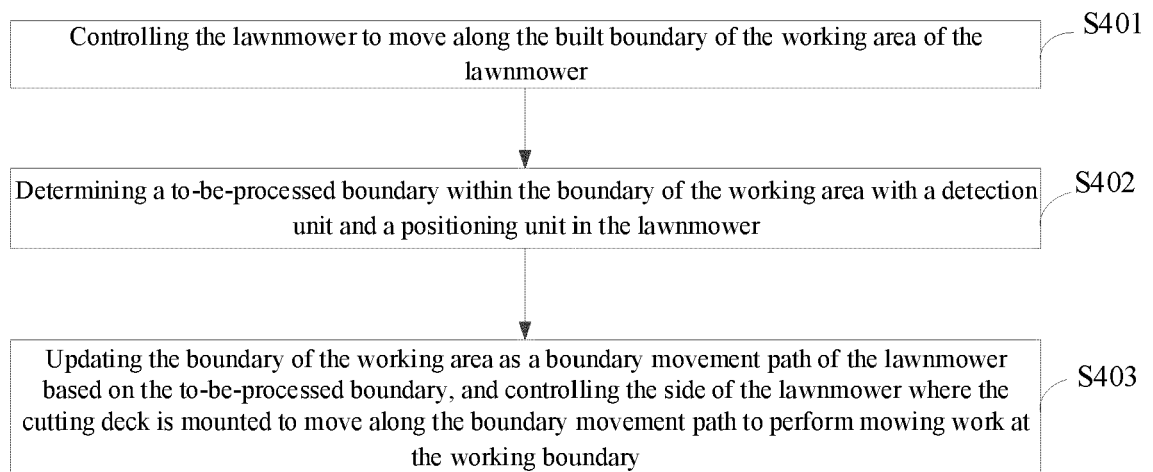 Controlling the lawnmower to move along the built boundary of the working area of the
lawnmower
S401
Determining a to-be-processed boundary within the boundary of the working area with a detection
unit and a positioning unit in the lawnmower
S402
Updating the boundary of the working area as a boundary movement path of the lawnmower
based on the to-be-processed boundary, and controlling the side of the lawnmower where the
cutting deck is mounted to move along the boundary movement path to perform mowing work at
the working boundary
S403